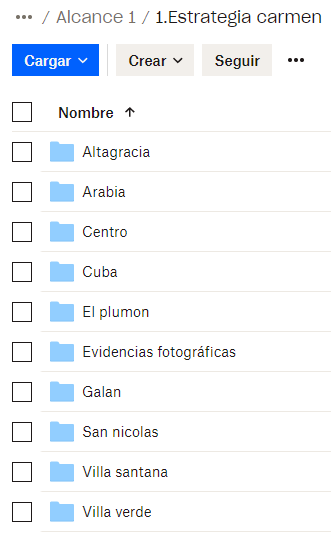 ••• / Alcance 1 / 1.Estrategia carmen
Cargar Crear Seguir •••
Nombre ↑
Altagracia
Arabia
Centro
Cuba
El plumon
Evidencias fotográficas
Galan
San nicolas
Villa santana
Villa verde